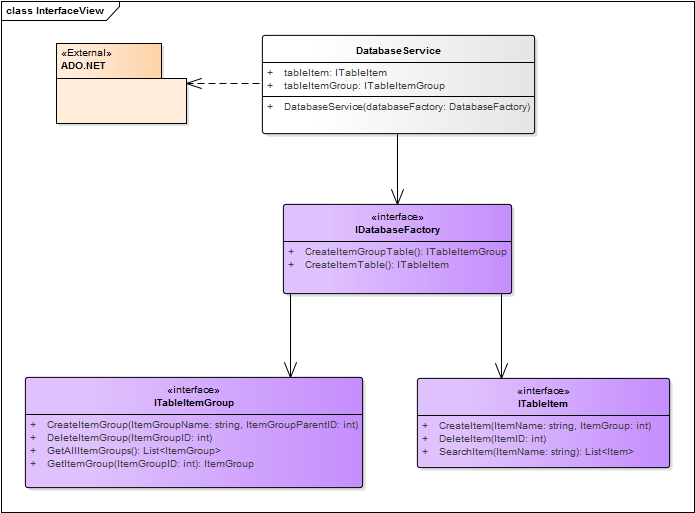 class InterfaceView
«External»
ADO.NET
DatabaseService
+ tableItem: ITableItem
+ tableItemGroup: ITableItemGroup
+ DatabaseService(databaseFactory: DatabaseFactory)
«interface»
IDatabaseFactory
+ CreateItemGroupTable(): ITableItemGroup
+ CreateItemTable(): ITableItem
«interface»
ITableItemGroup
+ CreateItemGroup(ItemGroupName: string, ItemGroupParentID: int)
+ DeleteItemGroup(ItemGroupID: int)
+ GetAllItemGroups(): List<ItemGroup>
+ GetItemGroup(ItemGroupID: int): ItemGroup
«interface»
ITableItem
+ CreateItem(ItemName: string, ItemGroup: int)
+ DeleteItem(ItemID: int)
+ SearchItem(ItemName: string): List<Item>